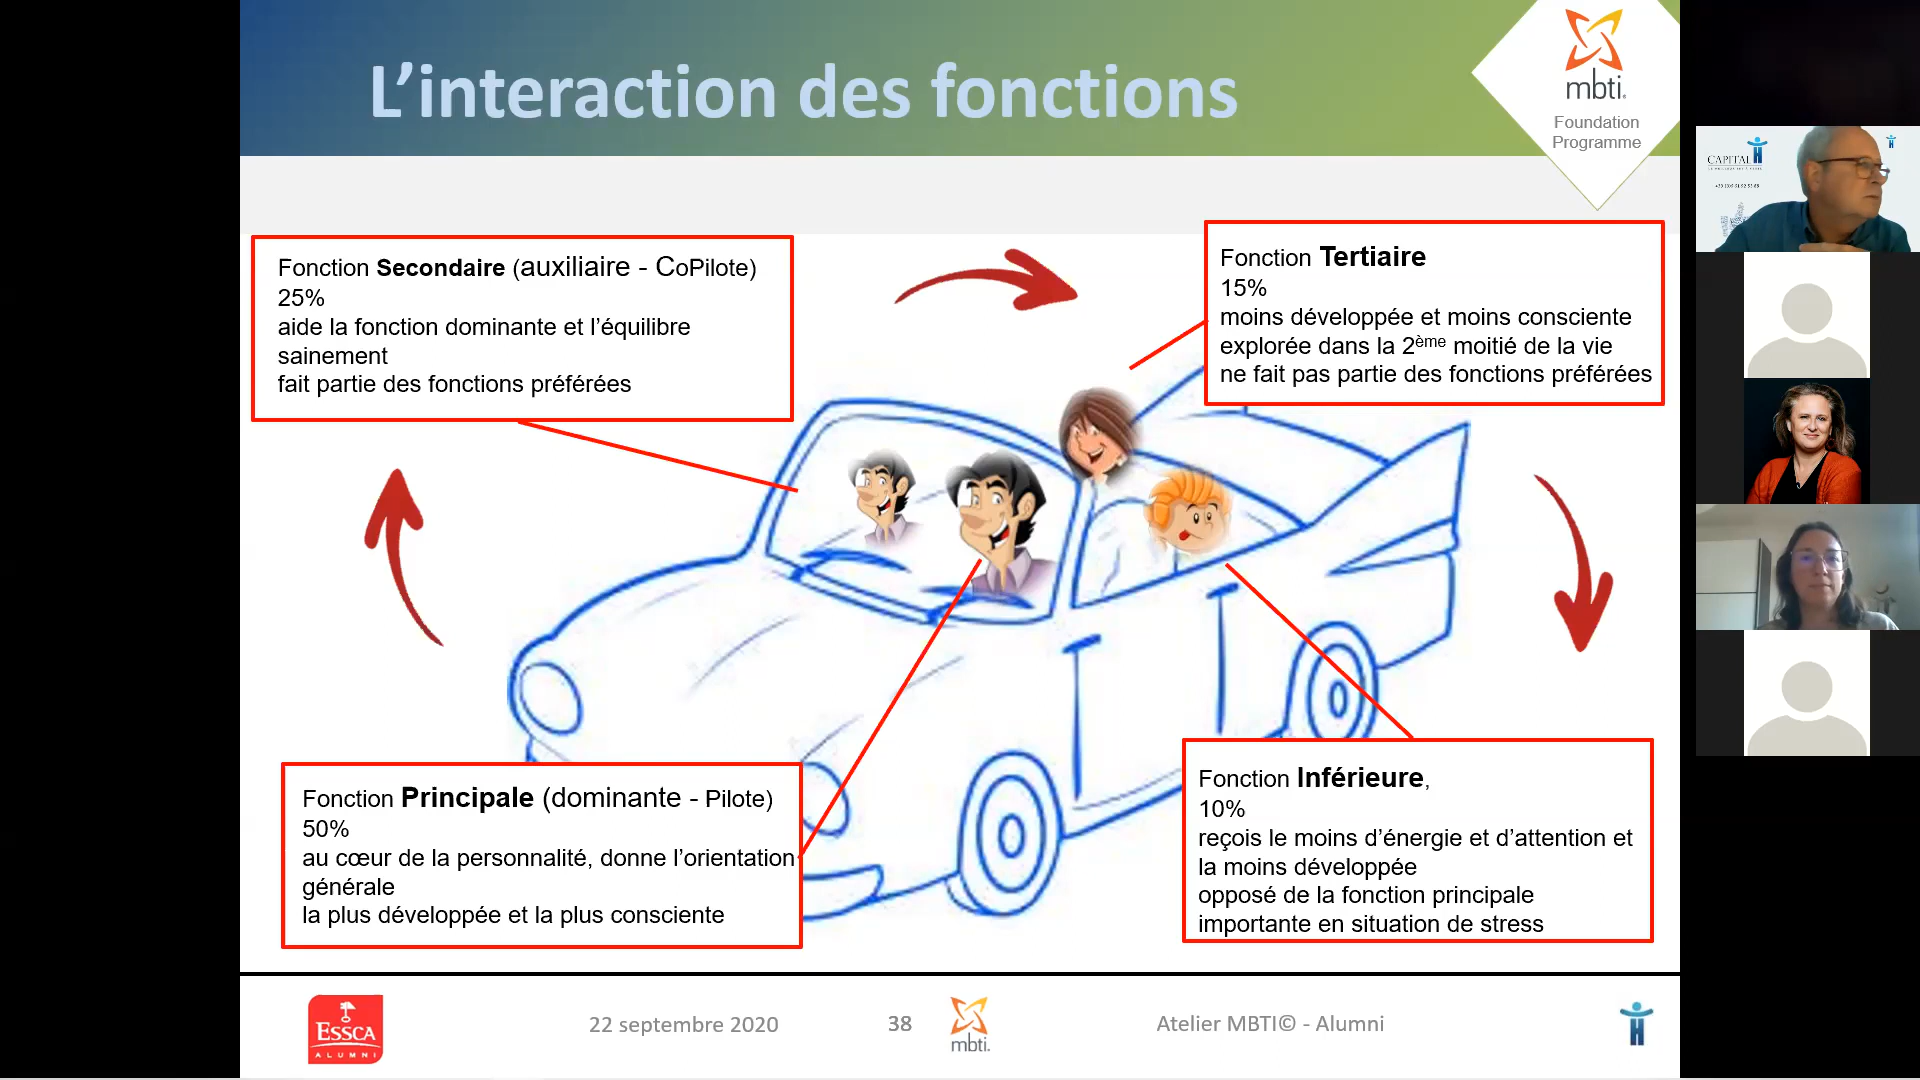 L’interaction des fonctions
mbti.
Foundation
Programme
CAPITAL H
Fonction Secondaire (auxiliaire - CoPilote)
25%
aide la fonction dominante et l’équilibre
sainement
fait partie des fonctions préférées
Fonction Tertiaire
15%
moins développée et moins consciente
explorée dans la 2ème moitié de la vie
ne fait pas partie des fonctions préférées
Fonction Principale (dominante - Pilote)
50%
au cœur de la personnalité, donne l’orientation
générale
la plus développée et la plus consciente
Fonction Inférieure,
10%
reçois le moins d’énergie et d’attention et
la moins développée
opposé de la fonction principale
importante en situation de stress
ESSCA
ALUMNI
22 septembre 2020
38
mbti.
Atelier MBTI© - Alumni